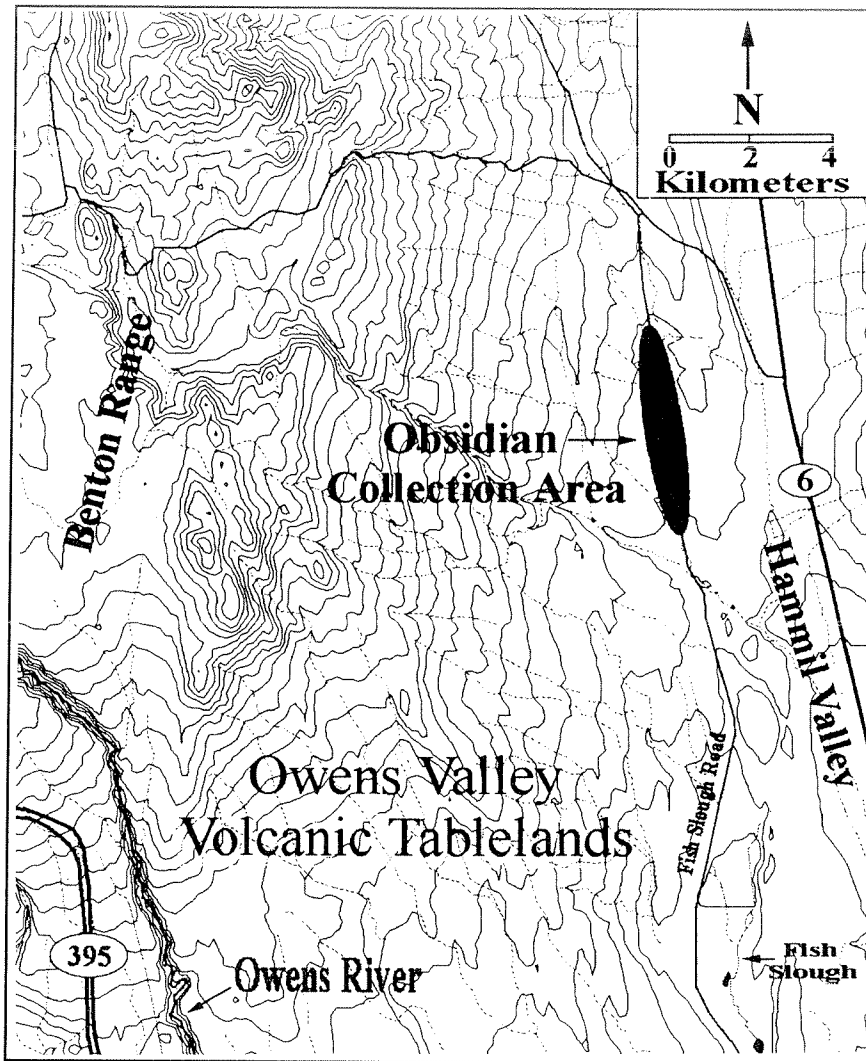 N
0 2 4
Kilometers
Benton Range
Obsidian
Collection Area
6
Hammil Valley
Owens Valley
Volcanic Tablelands
Fish Slough Road
395
Owens River
Fish
Slough